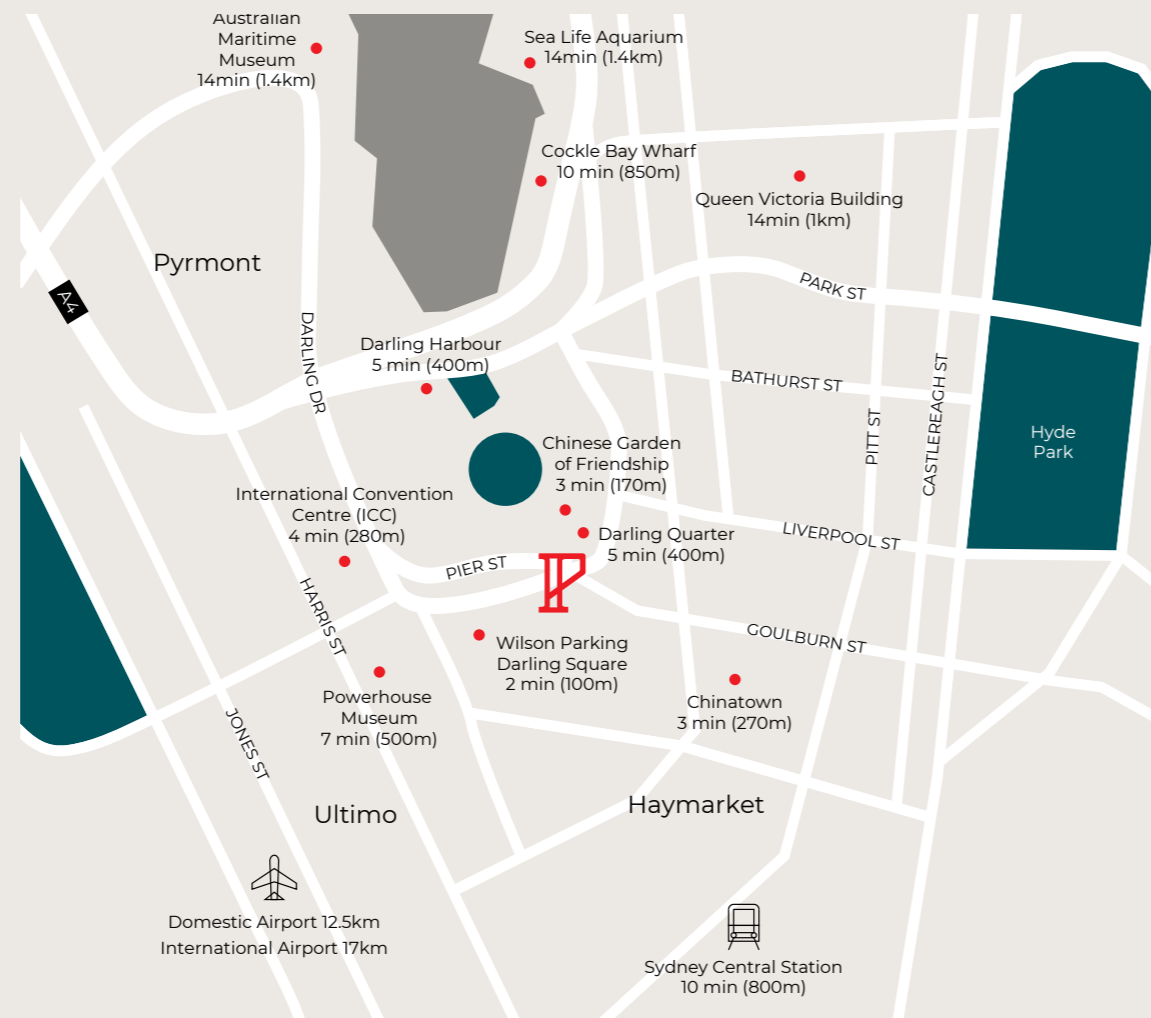 Australian
Maritime
Museum
14min (1.4km)
Sea Life Aquarium
14min (1.4km)
Cockle Bay Wharf
10 min (850m)
Queen Victoria Building
14min (1km)
Pyrmont
A4
PARK ST
DARLING DR
Darling Harbour
5 min (400m)
BATHURST ST
PITT ST
CASTLEREAGH ST
Hyde
Park
Chinese Garden
of Friendship
3 min (170m)
International Convention
Centre (ICC)
4 min (280m)
Darling Quarter
5 min (400m)
LIVERPOOL ST
PIER ST
HARRIS ST
GOULBURN ST
Wilson Parking
Darling Square
2 min (100m)
Powerhouse
Museum
7 min (500m)
Chinatown
3 min (270m)
JONES ST
Ultimo
Haymarket
Domestic Airport 12.5km
International Airport 17km
Sydney Central Station
10 min (800m)